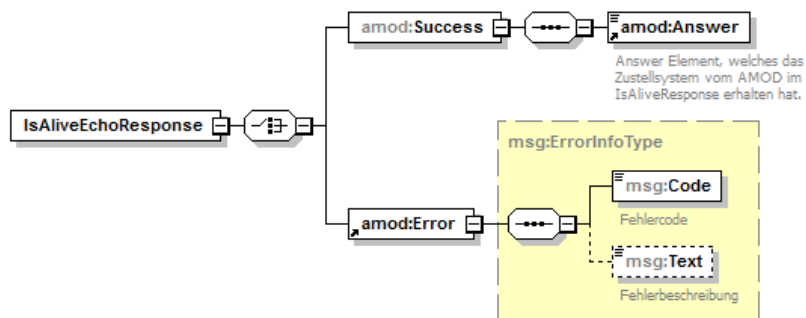 amod:Success
amod:Answer
Answer Element, welches das
Zustellsystem vom AMOD im
IsAliveResponse erhalten hat.
IsAliveEchoResponse
msg:ErrorInfoType
msg:Code
Fehlercode
amod:Error
msg:Text
Fehlerbeschreibung